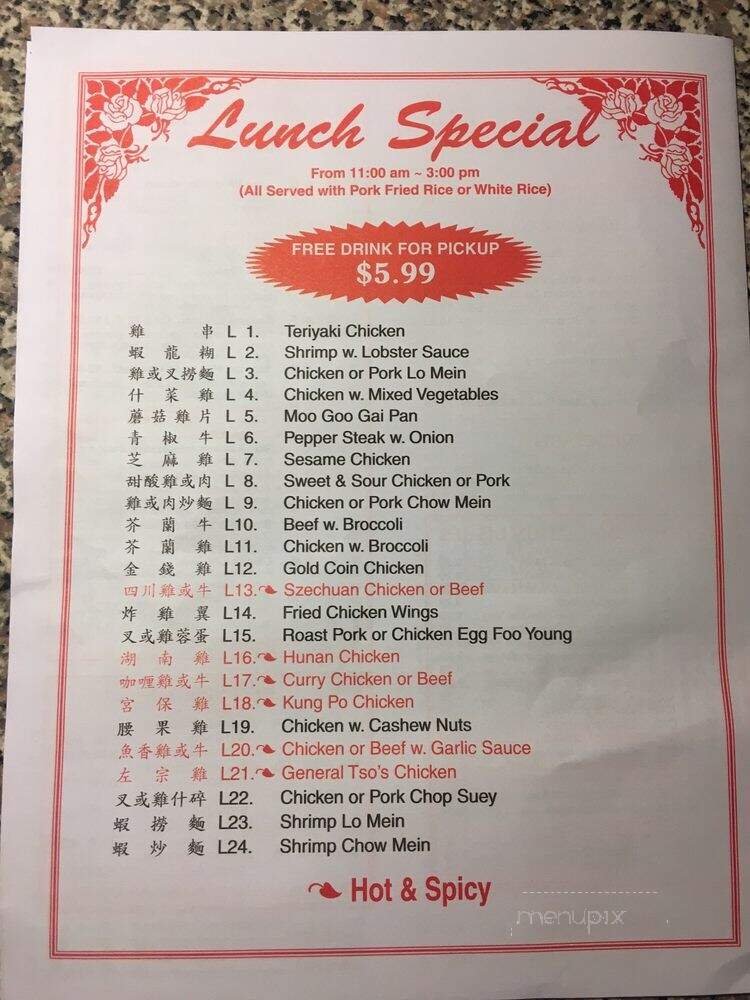 Lunch Special
From 11:00 am ~ 3:00 pm
(All Served with Pork Fried Rice or White Rice)
FREE DRINK FOR PICKUP
$5.99
雞串 L 1. Teriyaki Chicken
蝦龍糊 L 2. Shrimp w. Lobster Sauce
雞或叉撈麵 L 3. Chicken or Pork Lo Mein
什菜雞 L 4. Chicken w. Mixed Vegetables
蘑菇雞片 L 5. Moo Goo Gai Pan
青椒牛 L 6. Pepper Steak w. Onion
芝麻雞 L 7. Sesame Chicken
甜酸雞或肉 L 8. Sweet & Sour Chicken or Pork
雞或肉炒麵 L 9. Chicken or Pork Chow Mein
芥蘭牛 L10. Beef w. Broccoli
芥蘭雞 L11. Chicken w. Broccoli
金錢雞 L12. Gold Coin Chicken
四川雞或牛 L13. Szechuan Chicken or Beef
炸雞翼 L14. Fried Chicken Wings
叉或雞蓉蛋 L15. Roast Pork or Chicken Egg Foo Young
湖南雞 L16. Hunan Chicken
咖喱雞或牛 L17. Curry Chicken or Beef
宮保雞 L18. Kung Po Chicken
腰果雞 L19. Chicken w. Cashew Nuts
魚香雞或牛 L20. Chicken or Beef w. Garlic Sauce
左宗雞 L21. General Tso's Chicken
叉或雞什碎 L22. Chicken or Pork Chop Suey
蝦撈麵 L23. Shrimp Lo Mein
蝦炒麵 L24. Shrimp Chow Mein
Hot & Spicy
menupix